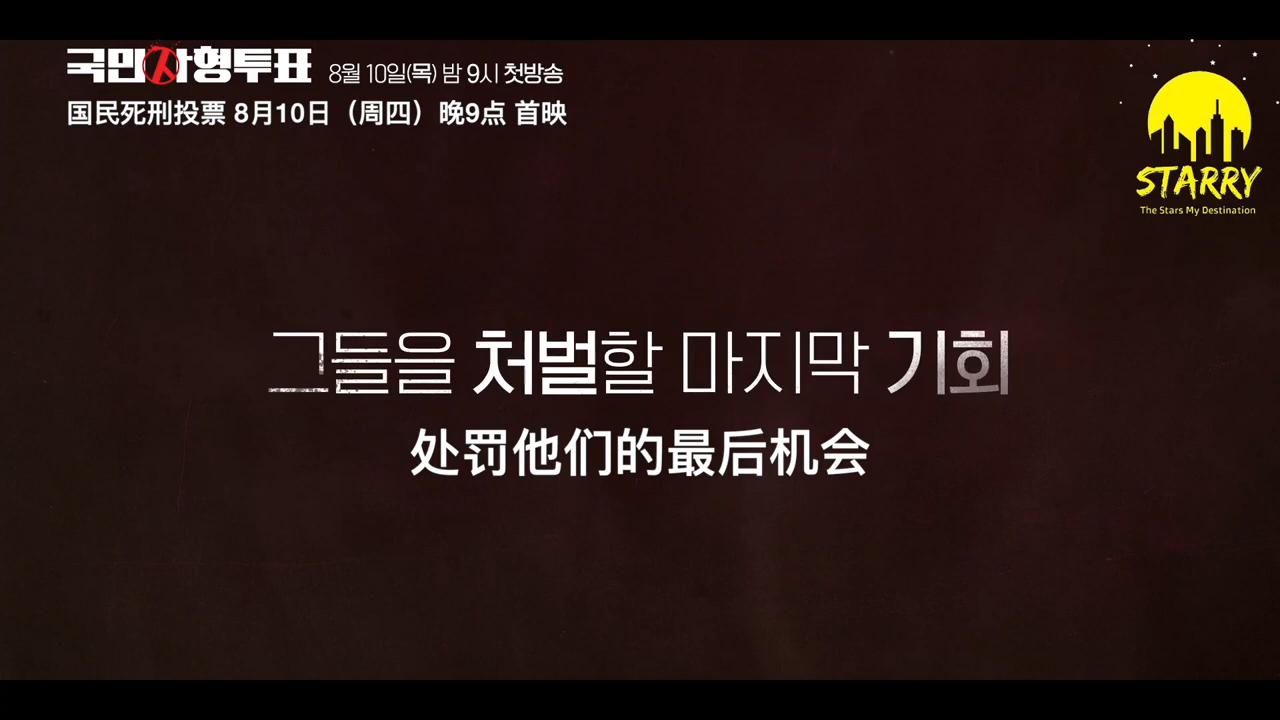 국민사형투표 8월 10일(목) 밤 9시 첫방송
国民死刑投票 8月10日（周四）晚9点 首映
STARRY
The Stars My Destination
그들을 처벌할 마지막 기회
处罚他们的最后机会